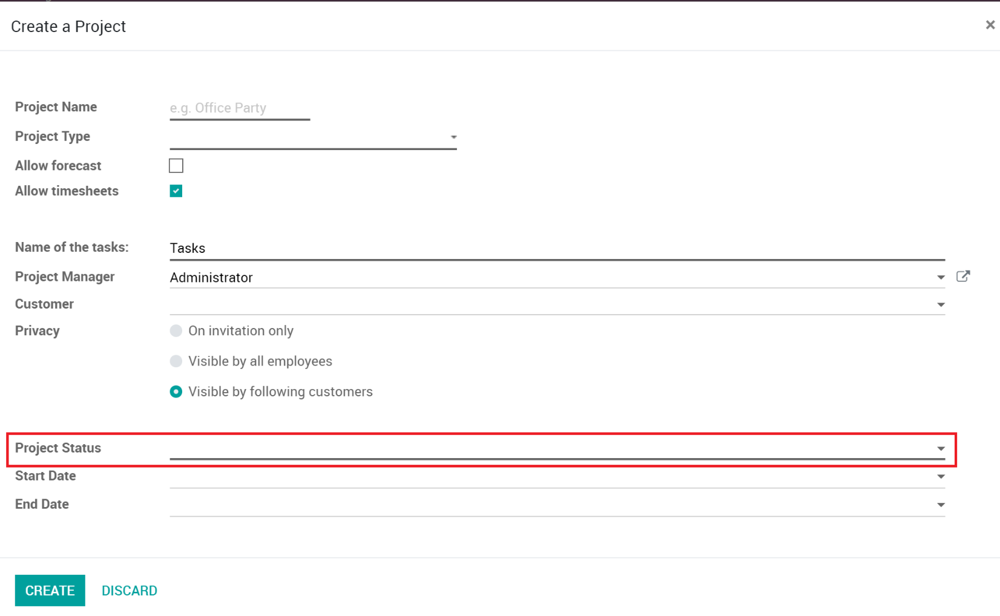 Create a Project
Project Name e.g. Office Party
Project Type
Allow forecast
Allow timesheets
Name of the tasks: Tasks
Project Manager Administrator
Customer
Privacy On invitation only
Visible by all employees
Visible by following customers
Project Status
Start Date
End Date
CREATE DISCARD